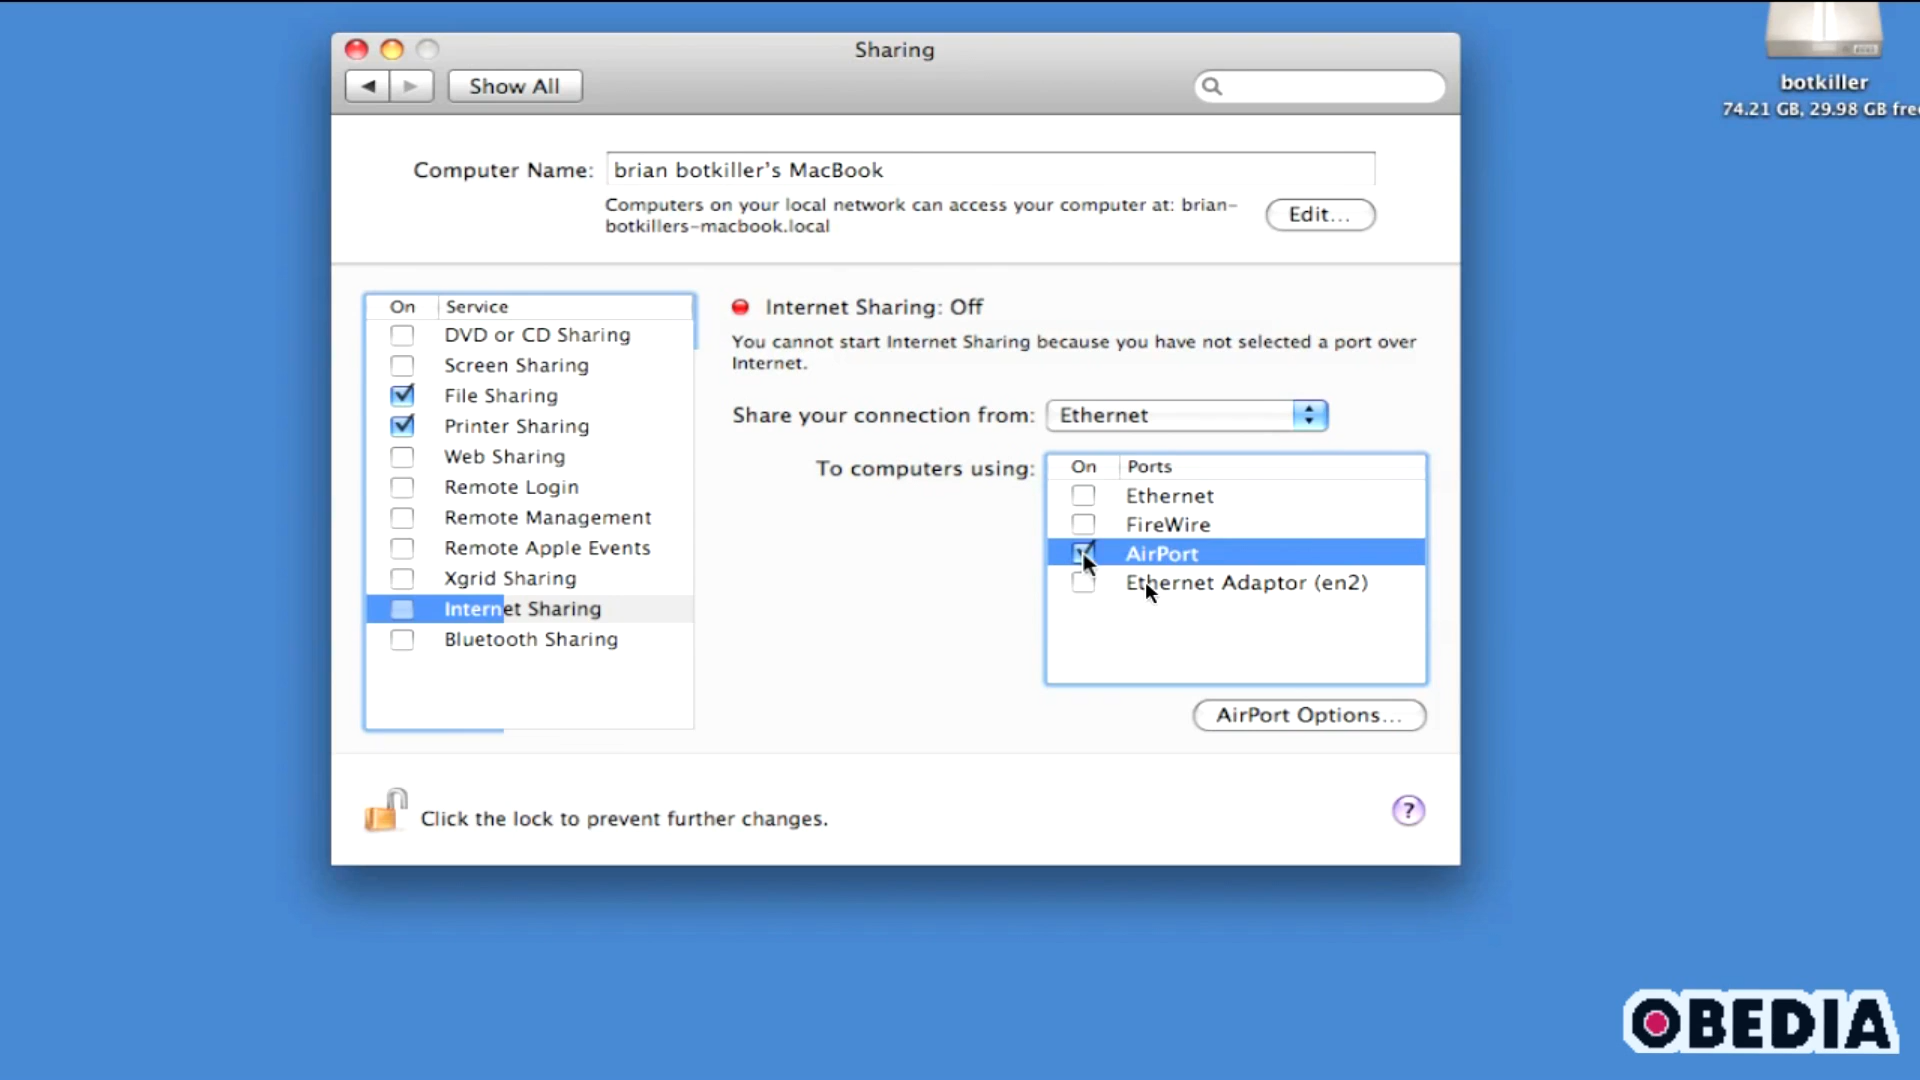 Sharing
Show All
botkiller
74.21 GB, 29.98 GB free
Computer Name: brian botkiller's MacBook
Computers on your local network can access your computer at: brian-
botkillers-macbook.local
Edit...
On Service
DVD or CD Sharing
Screen Sharing
File Sharing
Printer Sharing
Web Sharing
Remote Login
Remote Management
Remote Apple Events
Xgrid Sharing
Internet Sharing
Bluetooth Sharing
Internet Sharing: Off
You cannot start Internet Sharing because you have not selected a port over
Internet.
Share your connection from: Ethernet
To computers using:
On Ports
Ethernet
FireWire
AirPort
Ethernet Adaptor (en2)
AirPort Options...
Click the lock to prevent further changes.
?
OBEDIA